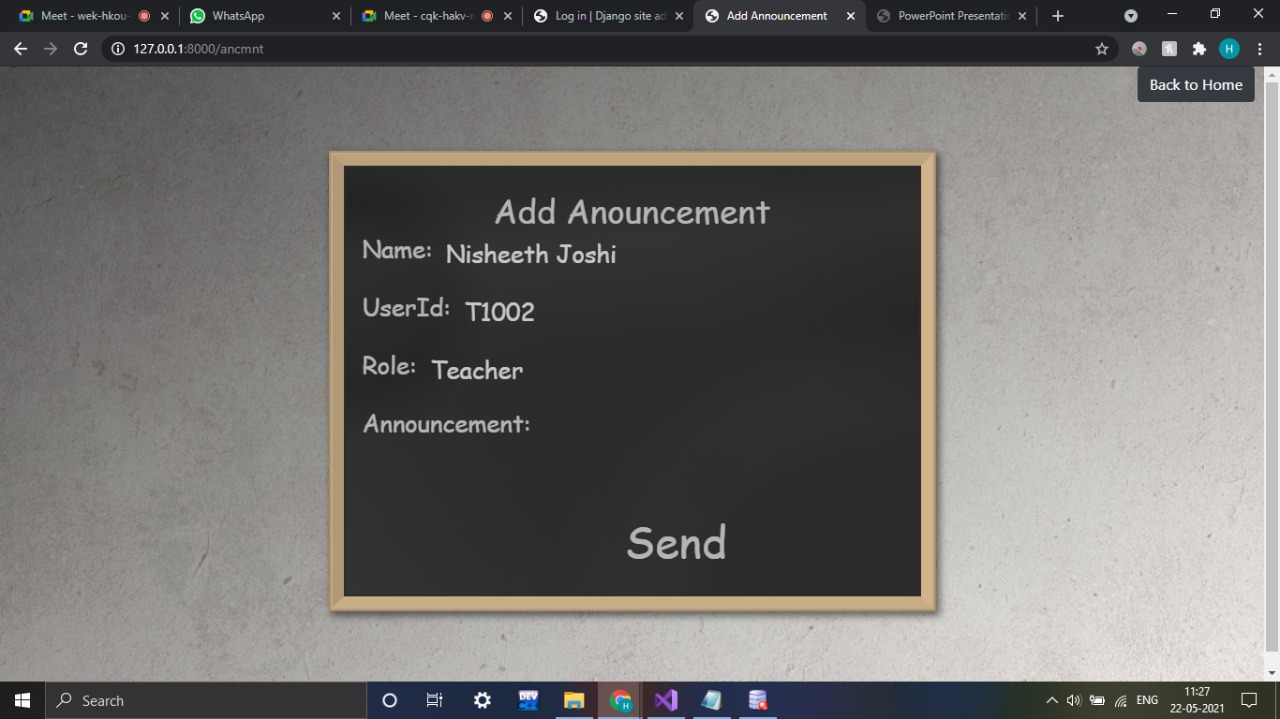 Meet - wek-hkou-
WhatsApp
Meet - cqk-hakv-
Log in | Django site ad
Add Announcement
PowerPoint Presentati
127.0.0.1:8000/ancmnt
H
Back to Home
Add Anouncement
Name: Nisheeth Joshi
UserId: T1002
Role: Teacher
Announcement:
Send
Search
DEV
ENG
11:27
22-05-2021